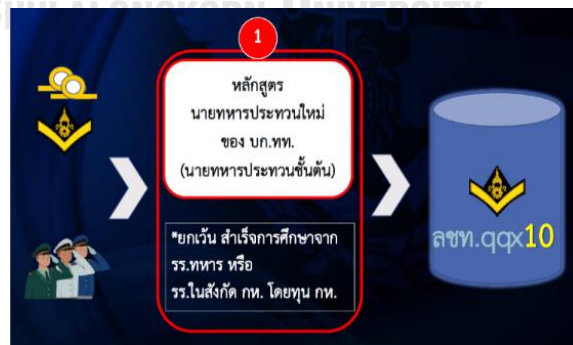 CHULALONGKORN UNIVERSITY
1
หลักสูตร
นายทหารประทวนใหม่
ของ บก.ทท.
(นายทหารประทวนชั้นต้น)
*ยกเว้น สำเร็จการศึกษาจาก
รร.ทหาร หรือ
รร.ในสังกัด กห. โดยทุน กห.
ลชท.qqx10